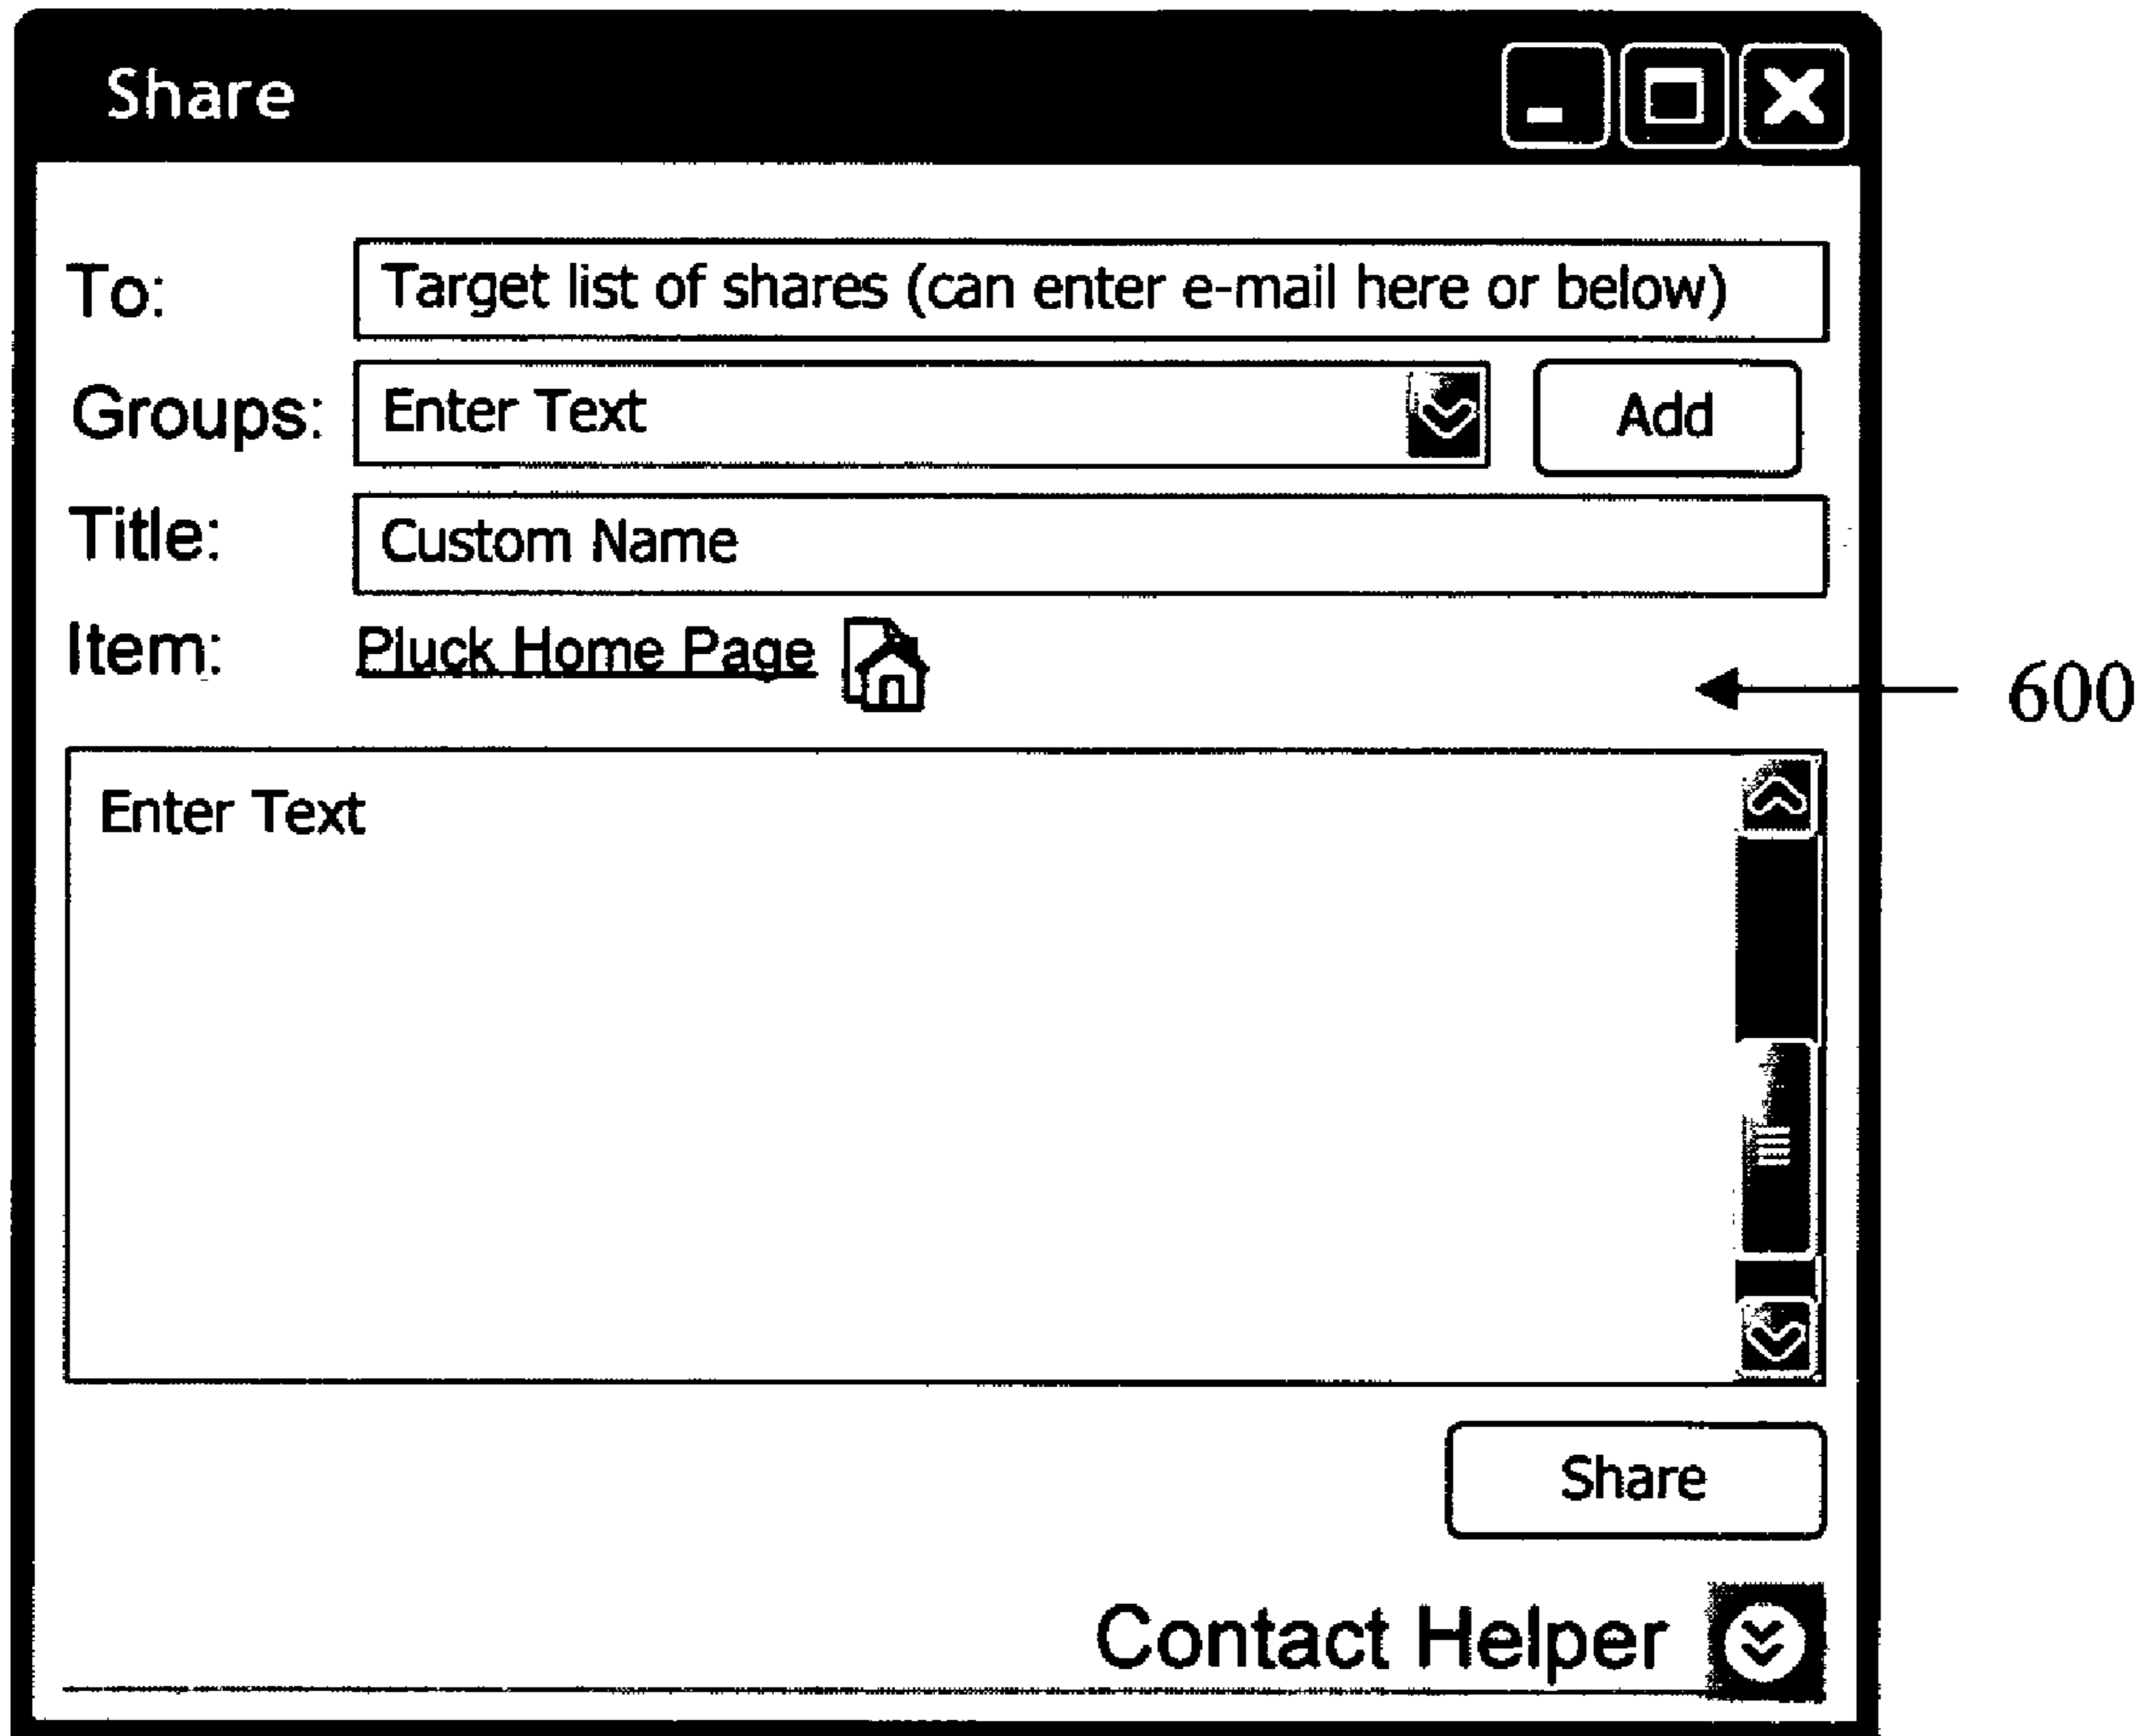 Share
To: Target list of shares (can enter e-mail here or below)
Groups: Enter Text Add
Title: Custom Name
Item: Pluck Home Page
600
Enter Text
Share
Contact Helper